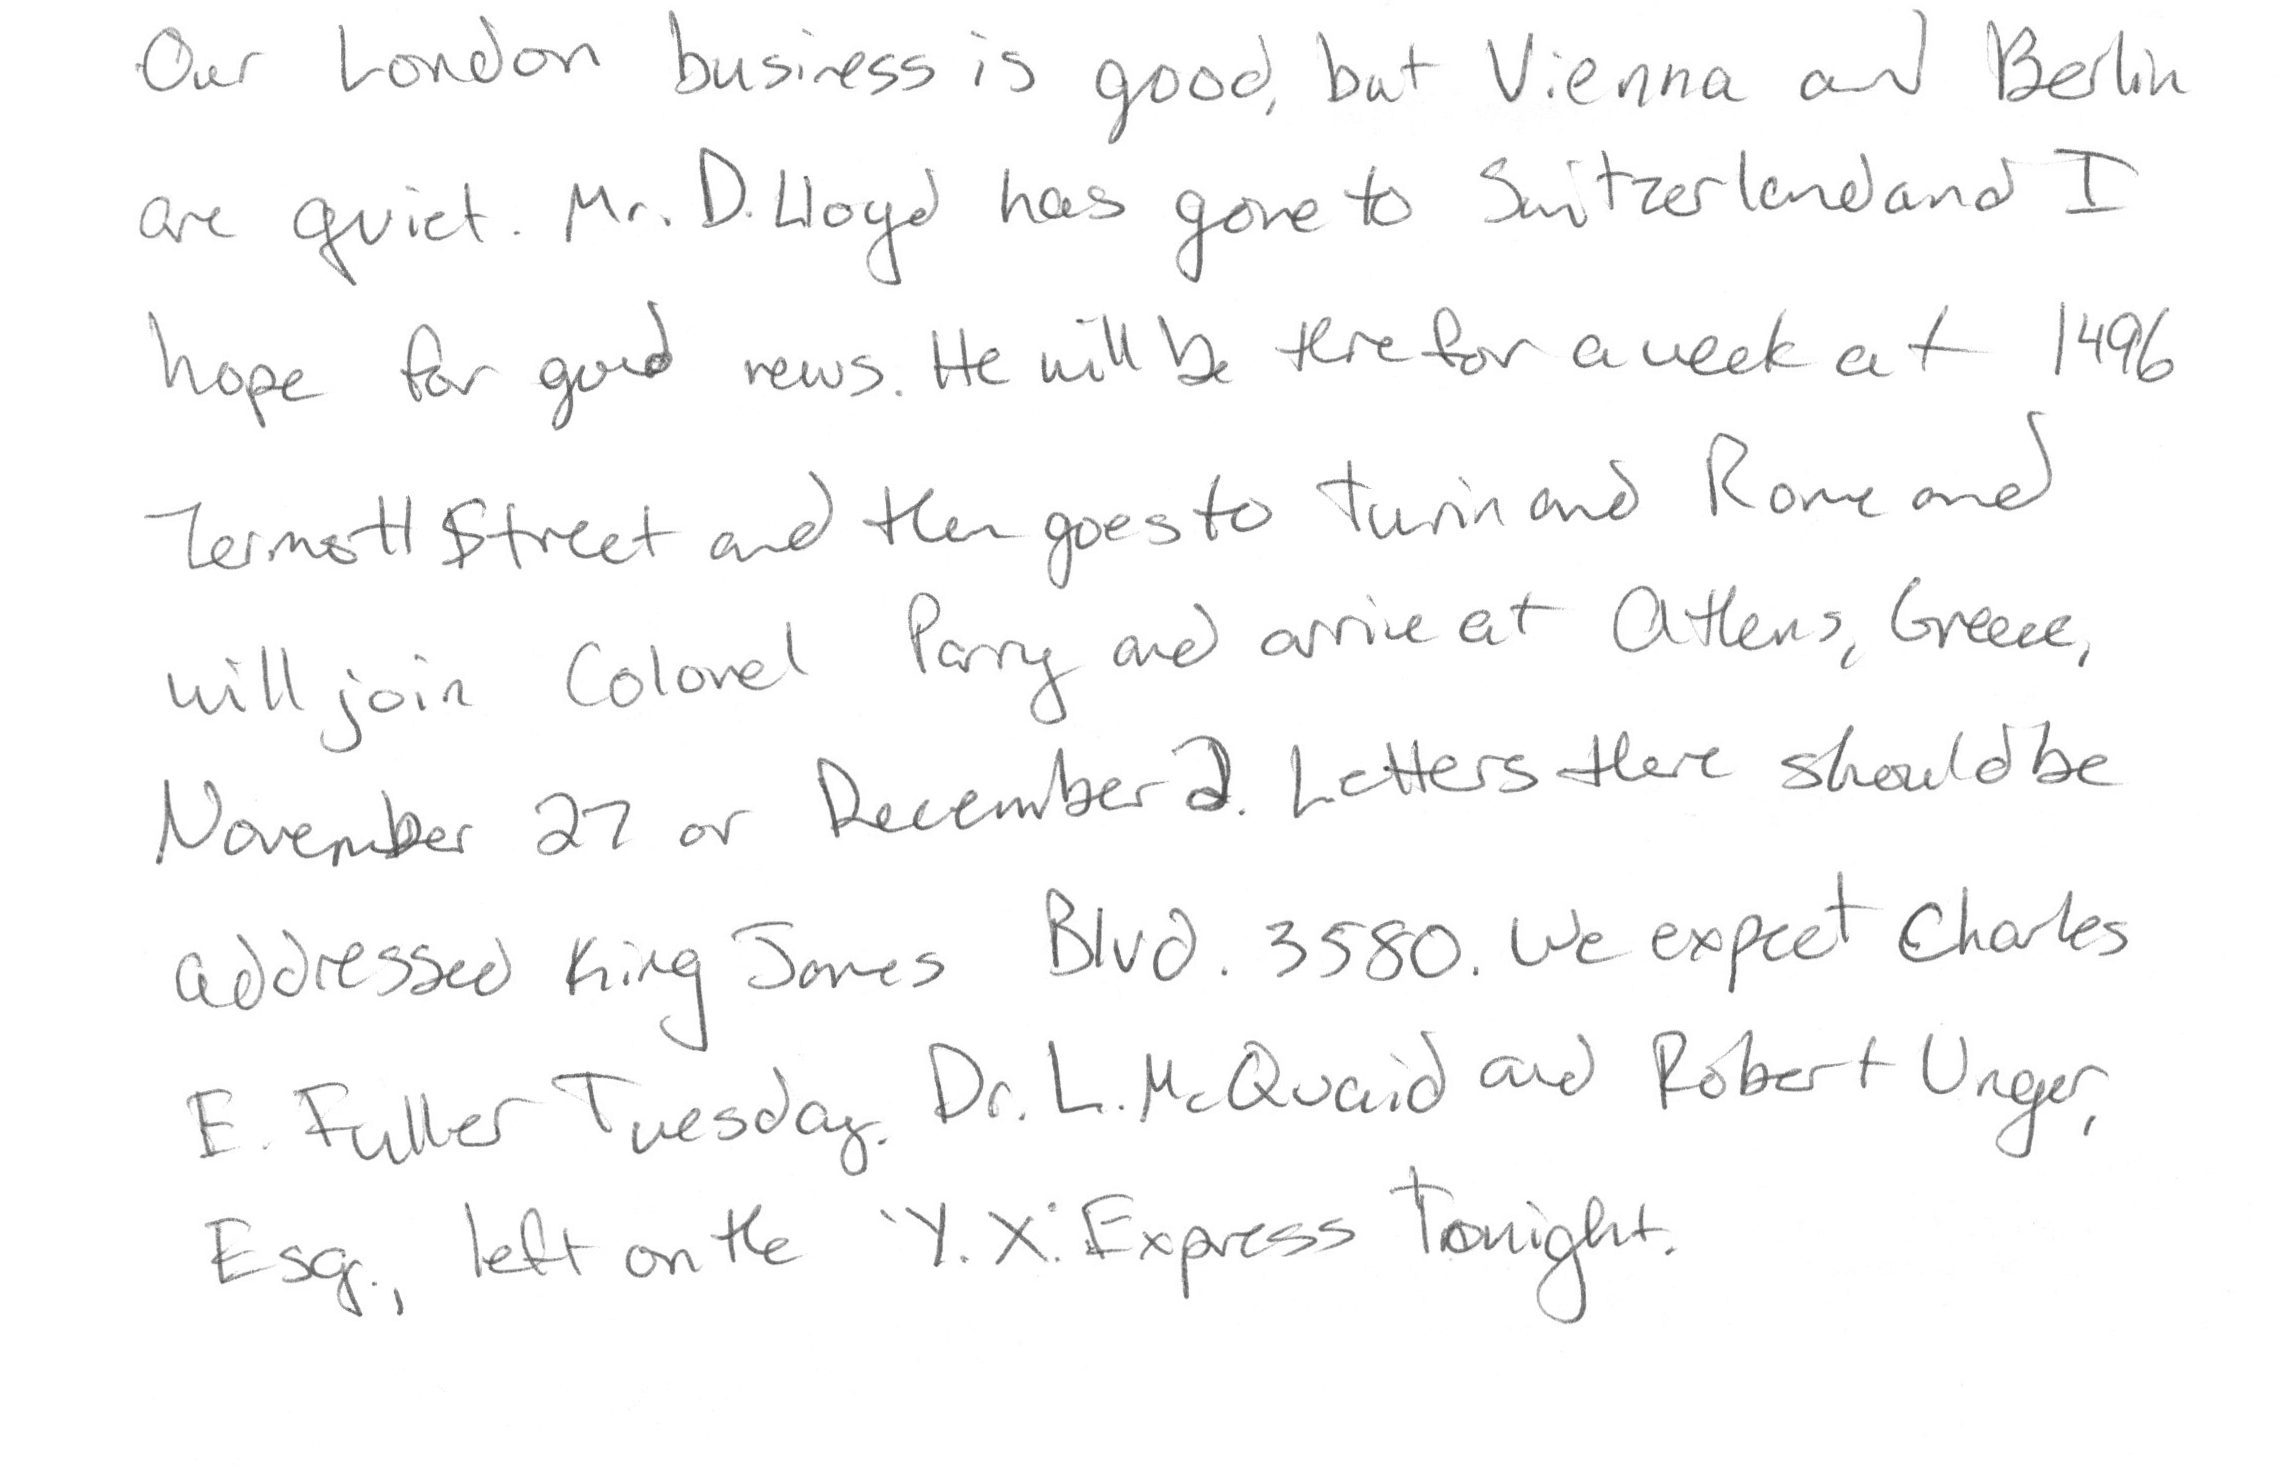 Our London business is good, but Vienna and Berlin
are quiet. Mr. D. Lloyd has gone to Switzerland and I
hope for good news. He will be there for a week at 1496
Zermott Street and then goes to Turin and Rome and
will join Colonel Parry and arrive at Athens, Greece,
November 27 or December 2. Letters there should be
addressed King James Blvd. 3580. We expect Charles
E. Fuller Tuesday. Dr. L. McQuaid and Robert Unger,
Esq., left on the 'Y.X.' Express Tonight.